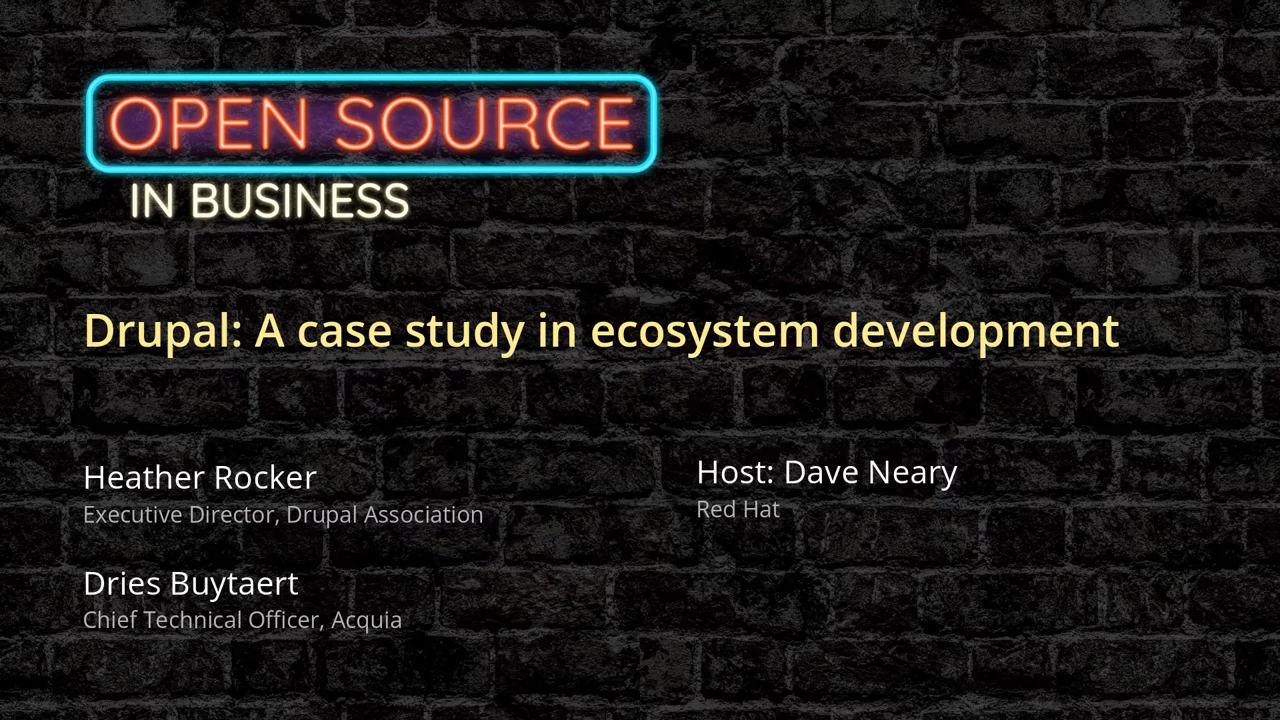 OPEN SOURCE
IN BUSINESS
Drupal: A case study in ecosystem development
Heather Rocker
Executive Director, Drupal Association
Dries Buytaert
Chief Technical Officer, Acquia
Host: Dave Neary
Red Hat